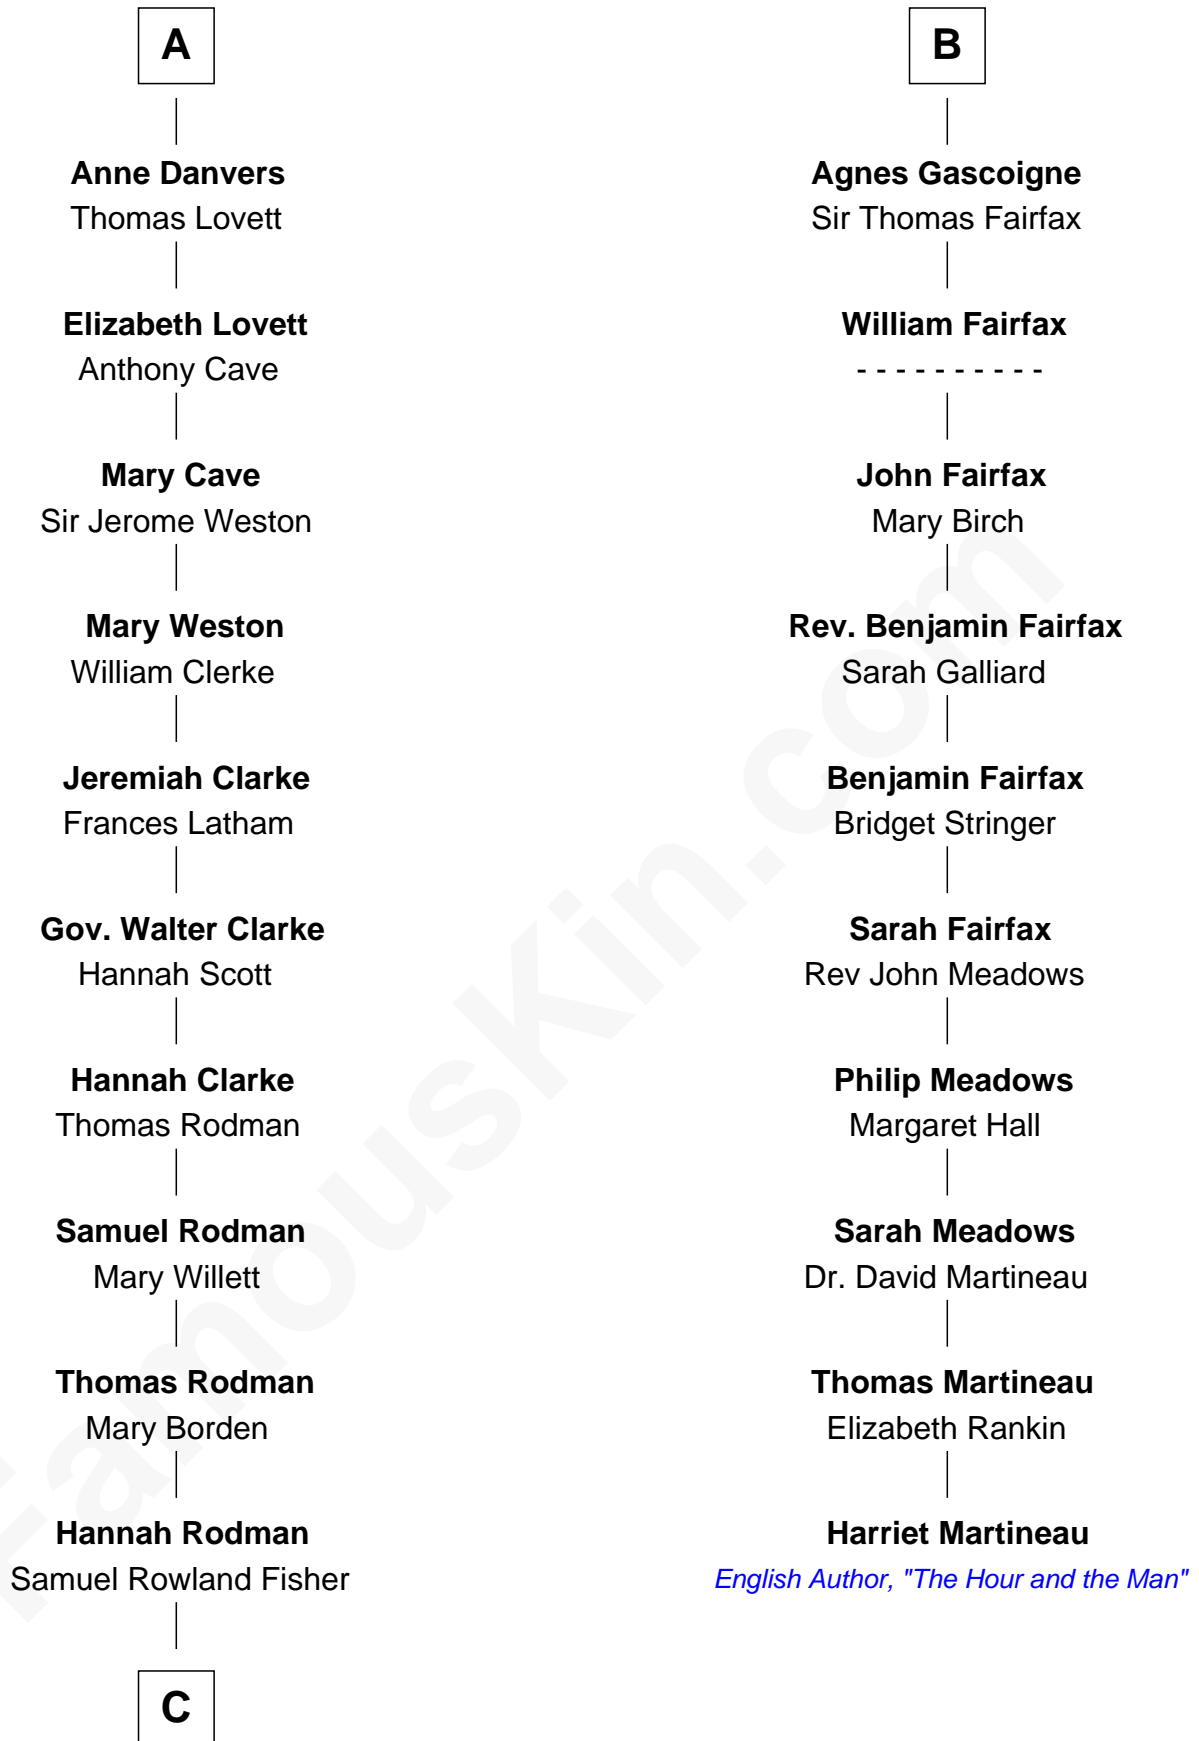 A
Anne Danvers
Thomas Lovett
Elizabeth Lovett
Anthony Cave
Mary Cave
Sir Jerome Weston
Mary Weston
William Clerke
Jeremiah Clarke
Frances Latham
Gov. Walter Clarke
Hannah Scott
Hannah Clarke
Thomas Rodman
Samuel Rodman
Mary Willett
Thomas Rodman
Mary Borden
Hannah Rodman
Samuel Rowland Fisher
C
B
Agnes Gascoigne
Sir Thomas Fairfax
William Fairfax
- - - - - - - - - -
John Fairfax
Mary Birch
Rev. Benjamin Fairfax
Sarah Galliard
Benjamin Fairfax
Bridget Stringer
Sarah Fairfax
Rev John Meadows
Philip Meadows
Margaret Hall
Sarah Meadows
Dr. David Martineau
Thomas Martineau
Elizabeth Rankin
Harriet Martineau
English Author, "The Hour and the Man"
FamousKin.com